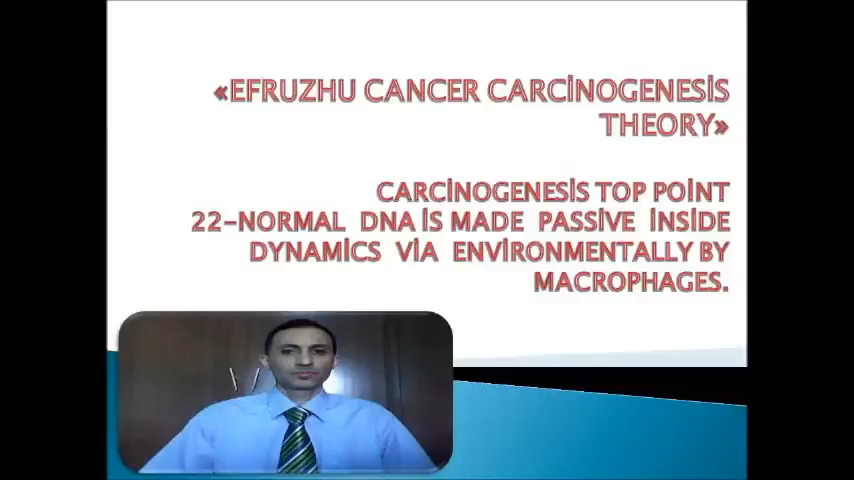 «EFRUZHU CANCER CARCİNOGENESİS
THEORY»
CARCİNOGENESİS TOP POİNT
22-NORMAL DNA İS MADE PASSİVE İNSİDE
DYNAMİCS VİA ENVİRONMENTALLY BY
MACROPHAGES.